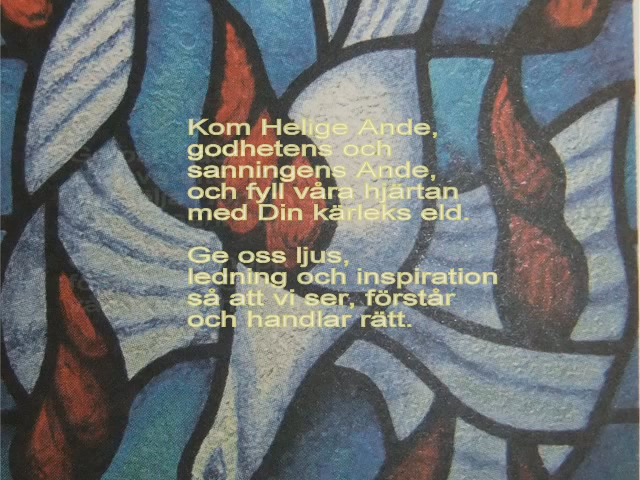 Kom Helige Ande,
godhetens och
sanningens Ande,
och fyll våra hjärtan
med Din kärleks eld.
Ge oss ljus,
ledning och inspiration
så att vi ser, förstår
och handlar rätt.